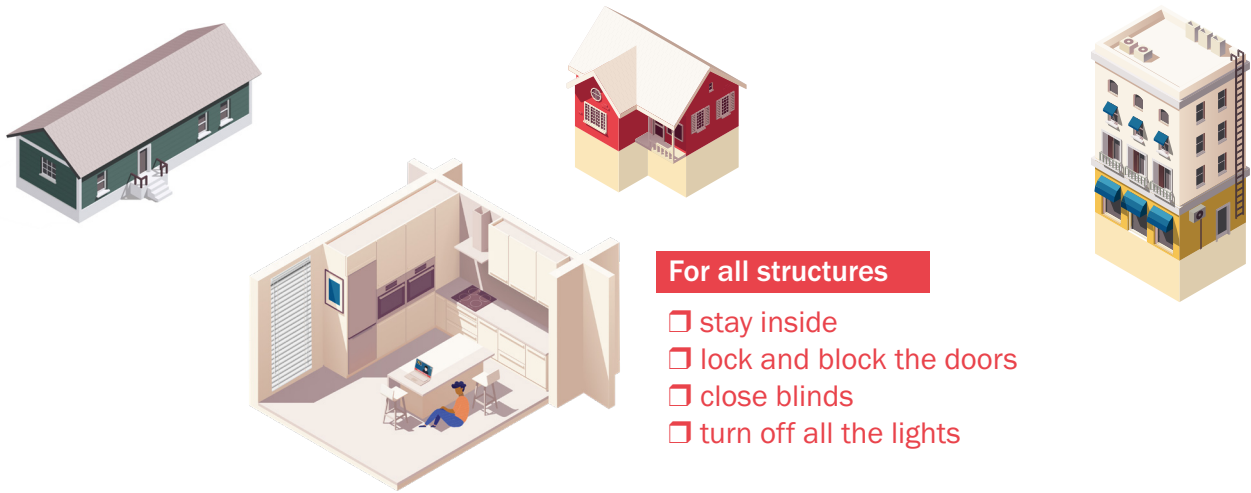 For all structures
❒ stay inside
❒ lock and block the doors
❒ close blinds
❒ turn off all the lights